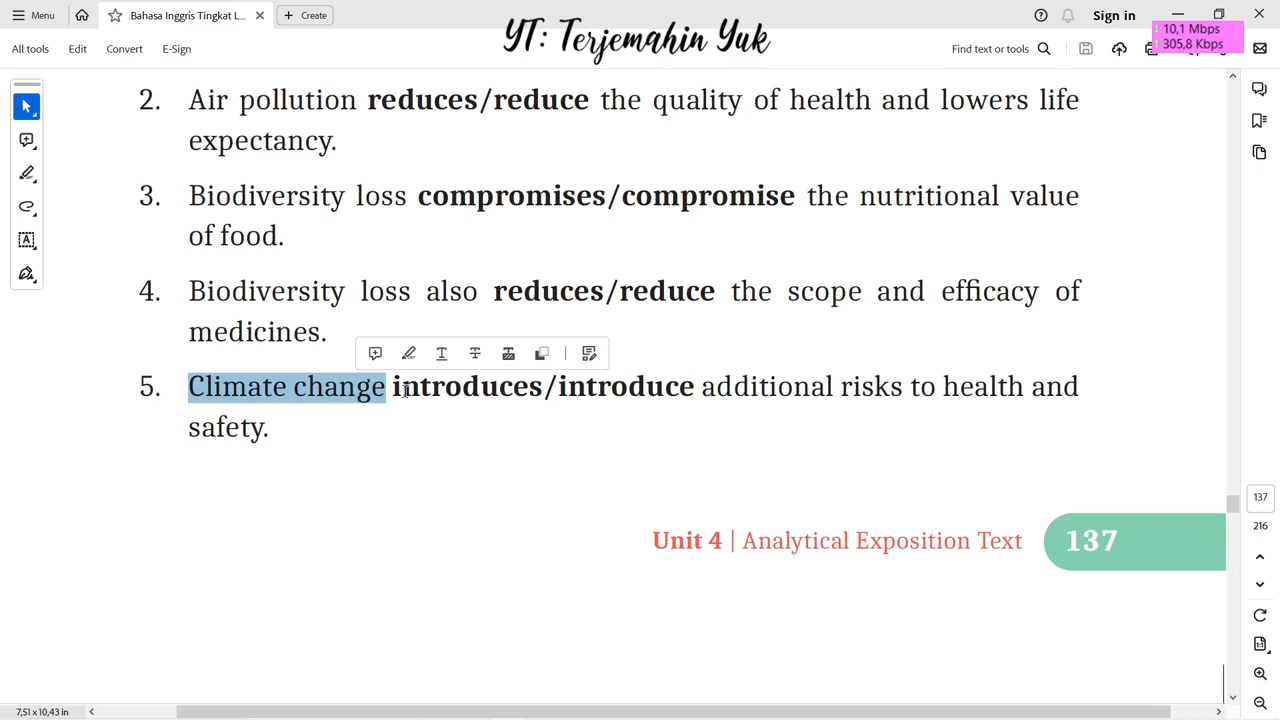 Menu
.Bahasa Inggris Tingkat L...
Create
Sign in
10,1 Mbps
305,8 Kbps
YT: Terjemahin Yuk
All tools
Edit
Convert
E-Sign
Find text or tools
2. Air pollution reduces/reduce the quality of health and lowers life
expectancy.
3. Biodiversity loss compromises/compromise the nutritional value
of food.
4. Biodiversity loss also reduces/reduce the scope and efficacy of
medicines.
5. Climate change introduces/introduce additional risks to health and
safety.
Unit 4 | Analytical Exposition Text 137
137
216
7,51 x 10,43 in